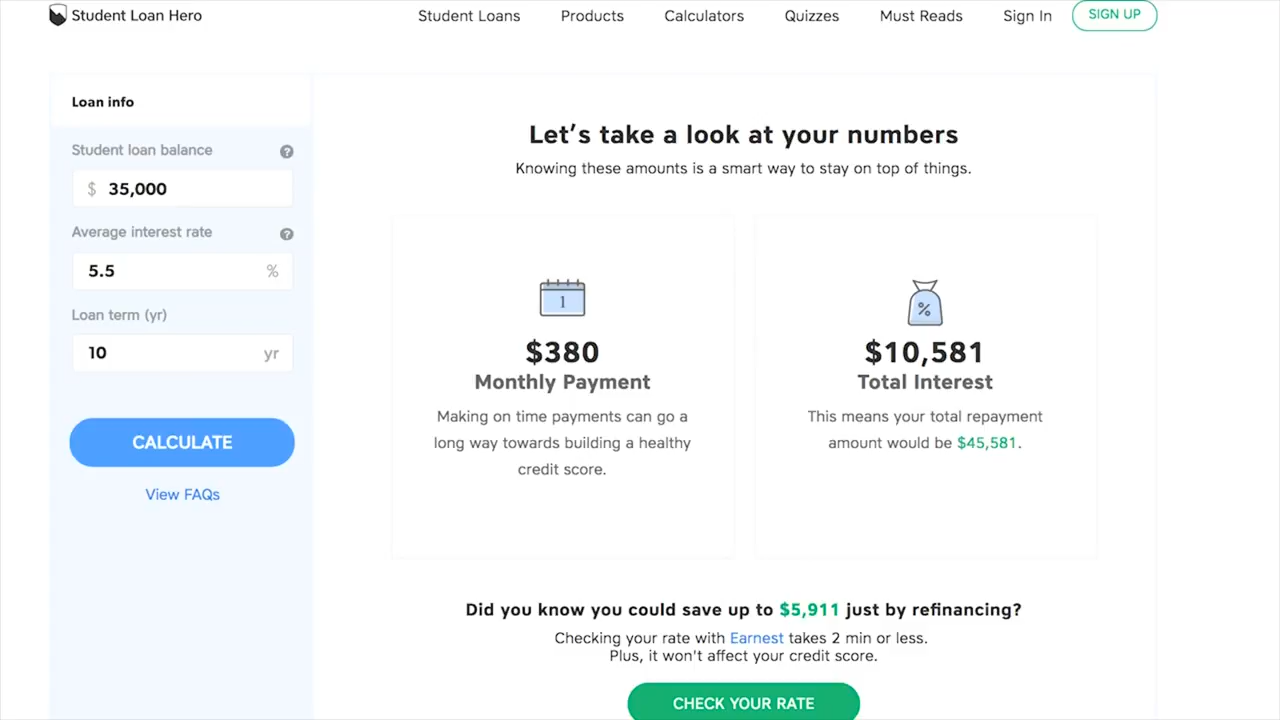 Student Loan Hero
Student Loans Products Calculators Quizzes Must Reads Sign In SIGN UP
Loan info
Student loan balance ?
$ 35,000
Average interest rate ?
5.5 %
Loan term (yr)
10 yr
CALCULATE
View FAQs
Let's take a look at your numbers
Knowing these amounts is a smart way to stay on top of things.
1
$380
Monthly Payment
Making on time payments can go a
long way towards building a healthy
credit score.
%
$10,581
Total Interest
This means your total repayment
amount would be $45,581.
Did you know you could save up to $5,911 just by refinancing?
Checking your rate with Earnest takes 2 min or less.
Plus, it won't affect your credit score.
CHECK YOUR RATE